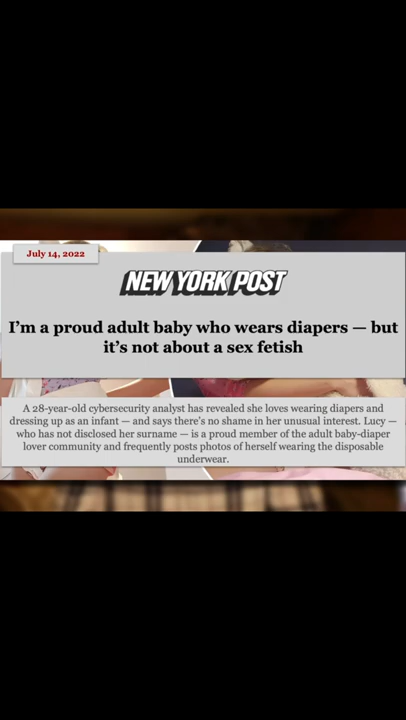 July 14, 2022
NEW YORK POST
I’m a proud adult baby who wears diapers — but
it’s not about a sex fetish
A 28-year-old cybersecurity analyst has revealed she loves wearing diapers and
dressing up as an infant — and says there’s no shame in her unusual interest. Lucy —
who has not disclosed her surname — is a proud member of the adult baby-diaper
lover community and frequently posts photos of herself wearing the disposable
underwear.